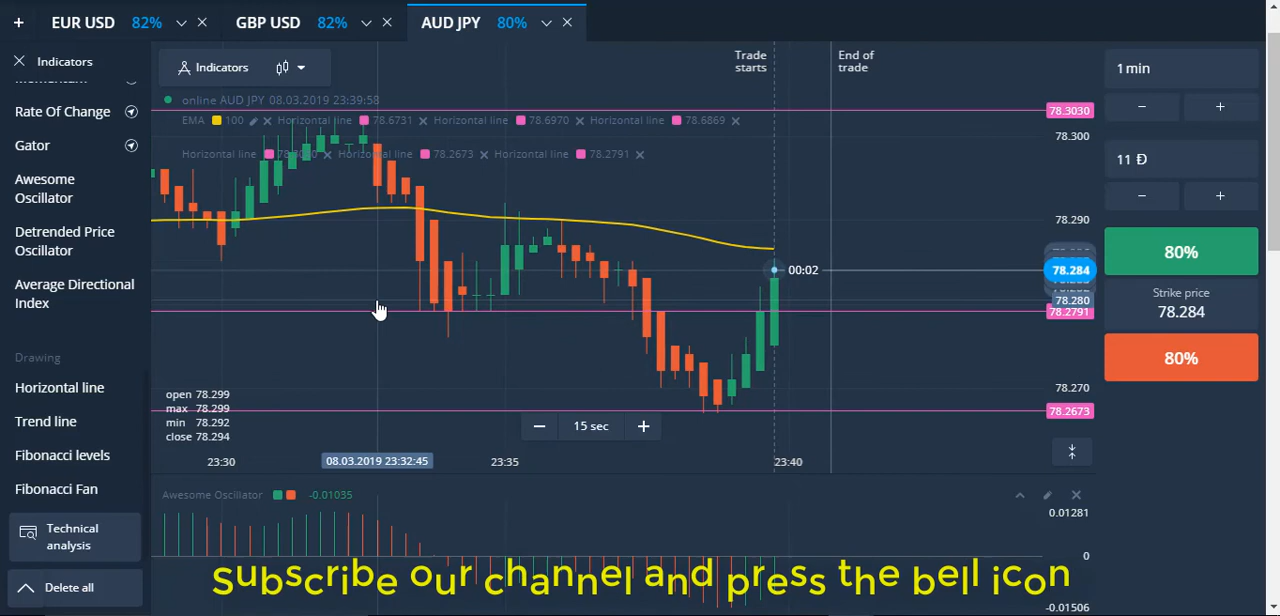 + EUR USD 82% GBP USD 82% AUD JPY 80%
Indicators
Rate Of Change
Gator
Awesome
Oscillator
Detrended Price
Oscillator
Average Directional
Index
Drawing
Horizontal line
Trend line
Fibonacci levels
Fibonacci Fan
Technical
analysis
Delete all
Indicators
Trade
starts
End of
trade
online AUD JPY 08.03.2019 23:39:58
EMA 100 Horizontal line 78.6731 Horizontal line 78.6970 Horizontal line 78.6869
Horizontal line Horizontal line 78.2673 Horizontal line 78.2791
00:02
78.3030
78.300
78.290
78.284
78.280
78.2791
78.270
78.2673
open 78.299
max 78.299
min 78.292
close 78.294
− 15 sec +
23:30 08.03.2019 23:32:45 23:35 23:40
Awesome Oscillator -0.01035
0.01281
0
-0.01506
1 min
− +
11 Đ
− +
80%
Strike price
78.284
80%
Subscribe our channel and press the bell icon